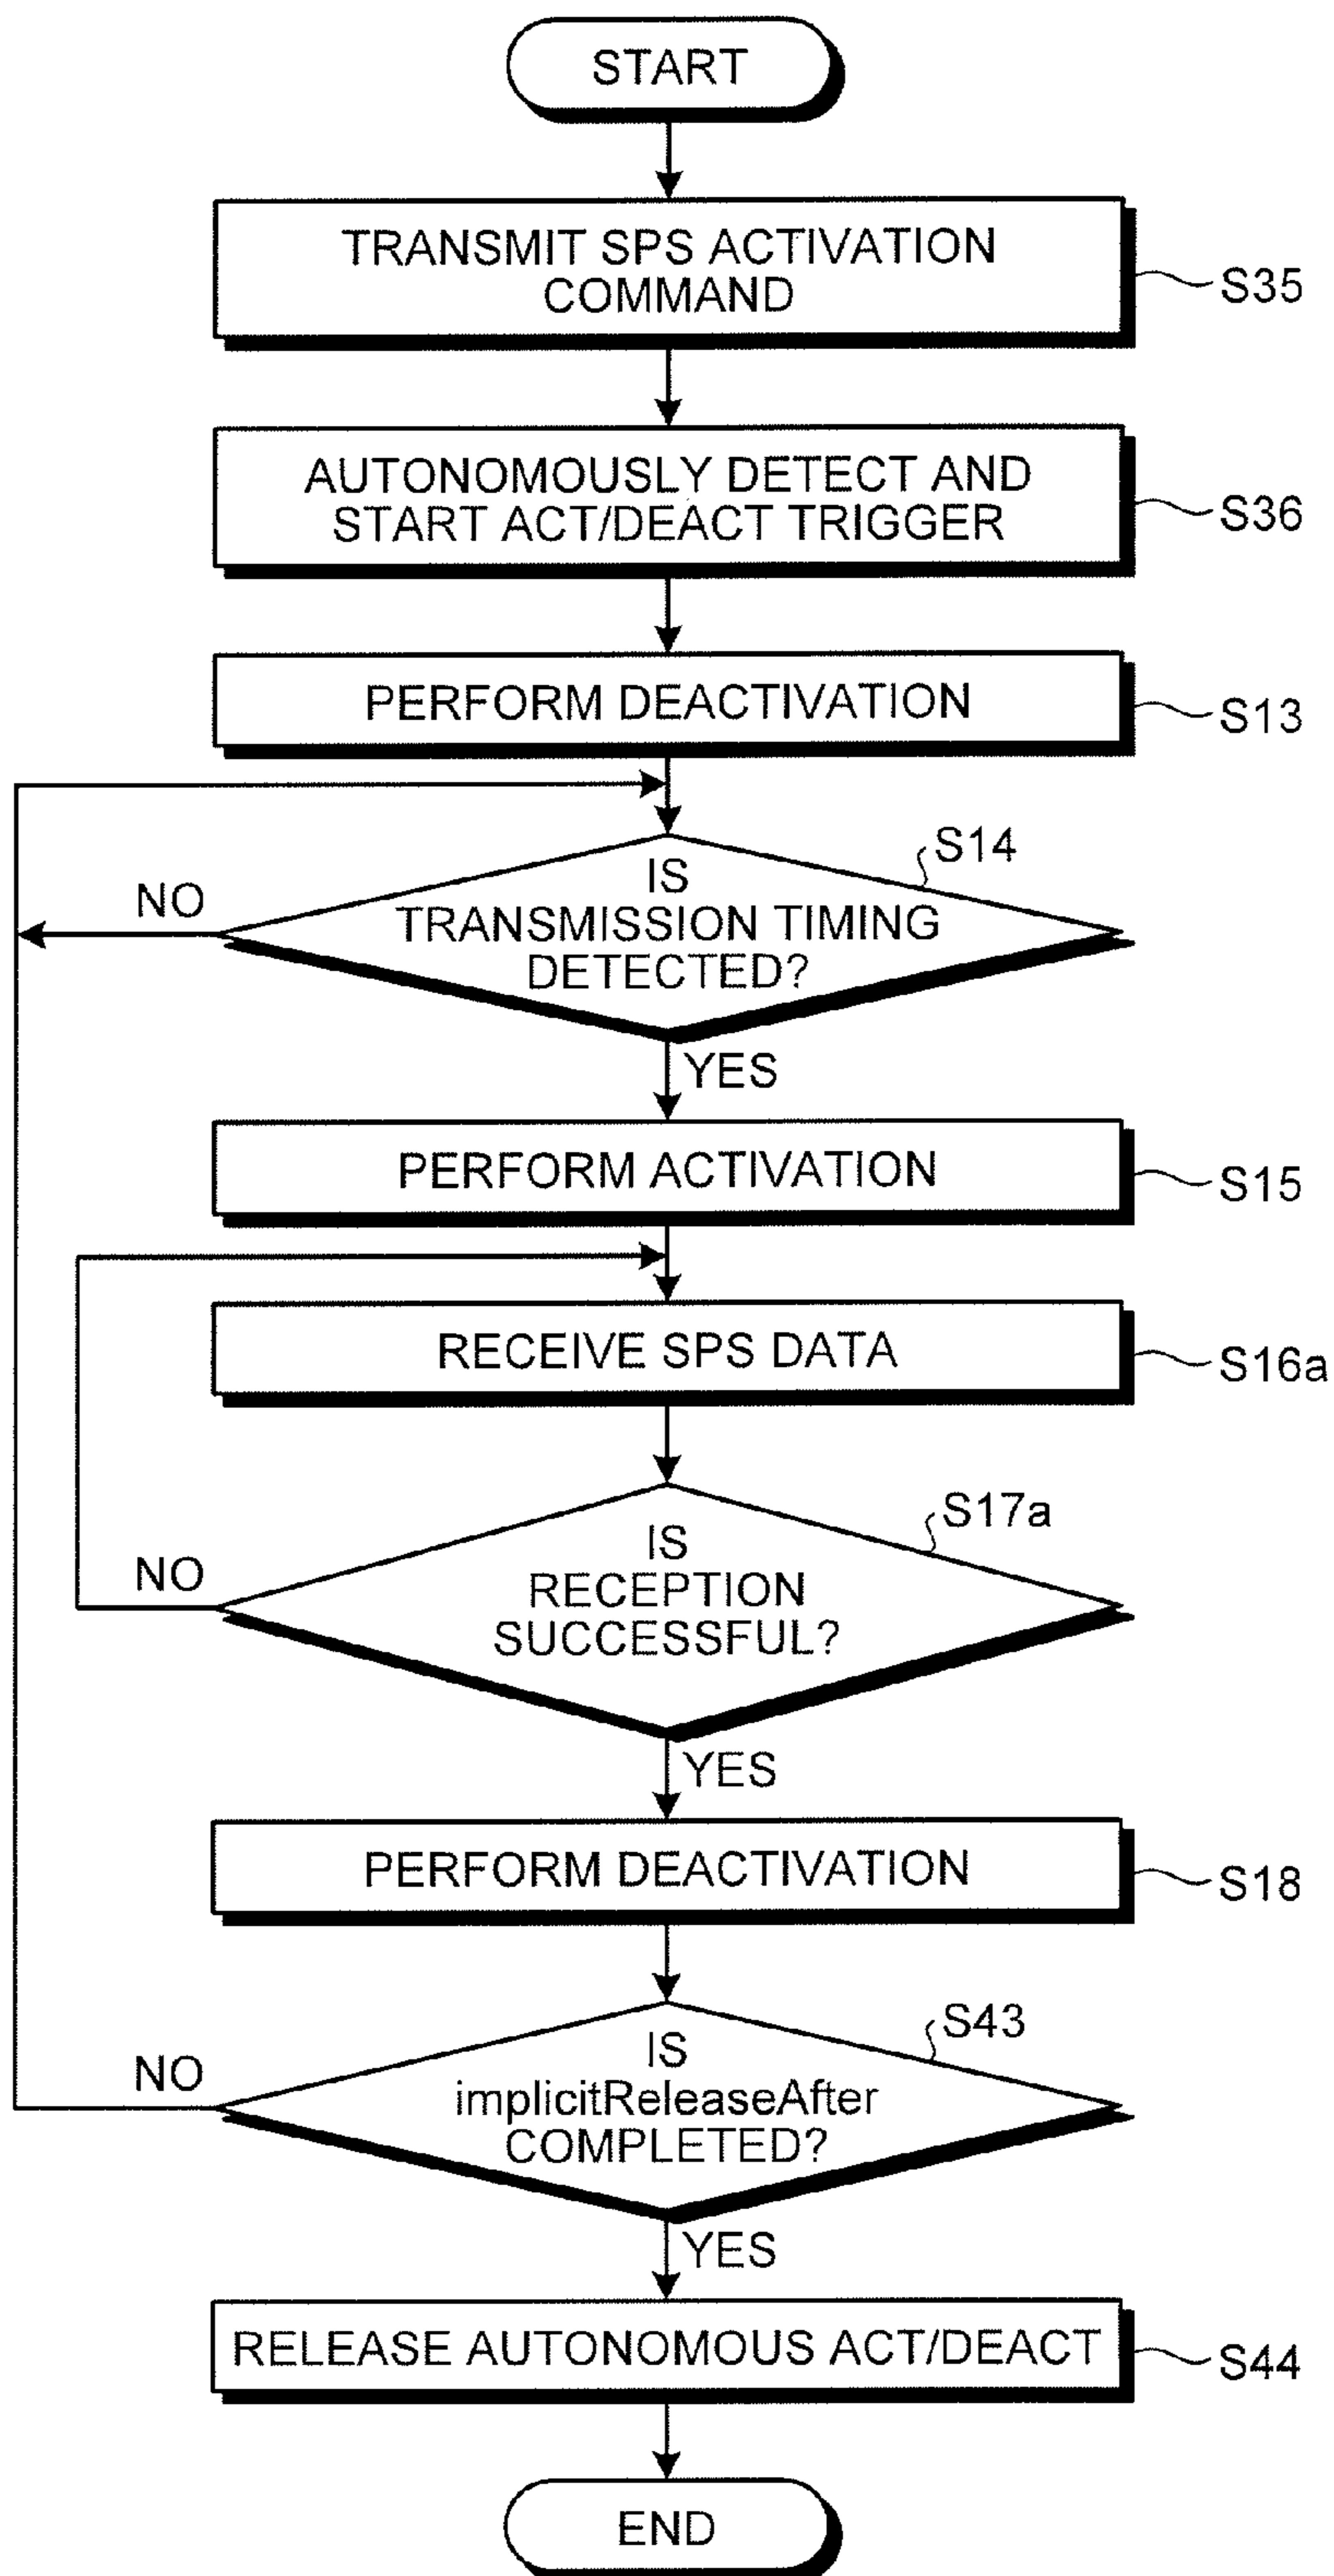 START
TRANSMIT SPS ACTIVATION
COMMAND
S35
AUTONOMOUSLY DETECT AND
START ACT/DEACT TRIGGER
S36
PERFORM DEACTIVATION
S13
S14
IS
TRANSMISSION TIMING
DETECTED?
NO
YES
PERFORM ACTIVATION
S15
RECEIVE SPS DATA
S16a
S17a
IS
RECEPTION
SUCCESSFUL?
NO
YES
PERFORM DEACTIVATION
S18
S43
IS
implicitReleaseAfter
COMPLETED?
NO
YES
RELEASE AUTONOMOUS ACT/DEACT
S44
END